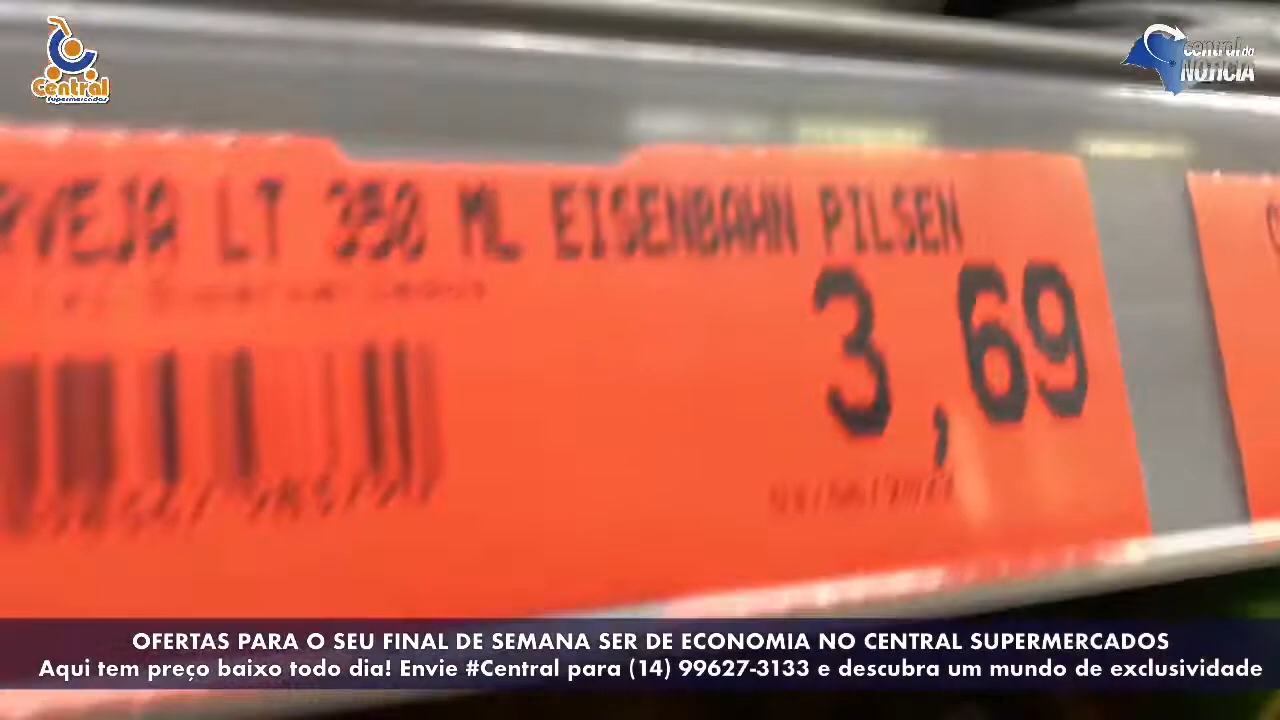 Central
Supermercados
central da
NOTÍCIA
RVEJA LT 350 ML EISENBAHN PILSEN
3,69
OFERTAS PARA O SEU FINAL DE SEMANA SER DE ECONOMIA NO CENTRAL SUPERMERCADOS
Aqui tem preço baixo todo dia! Envie #Central para (14) 99627-3133 e descubra um mundo de exclusividade